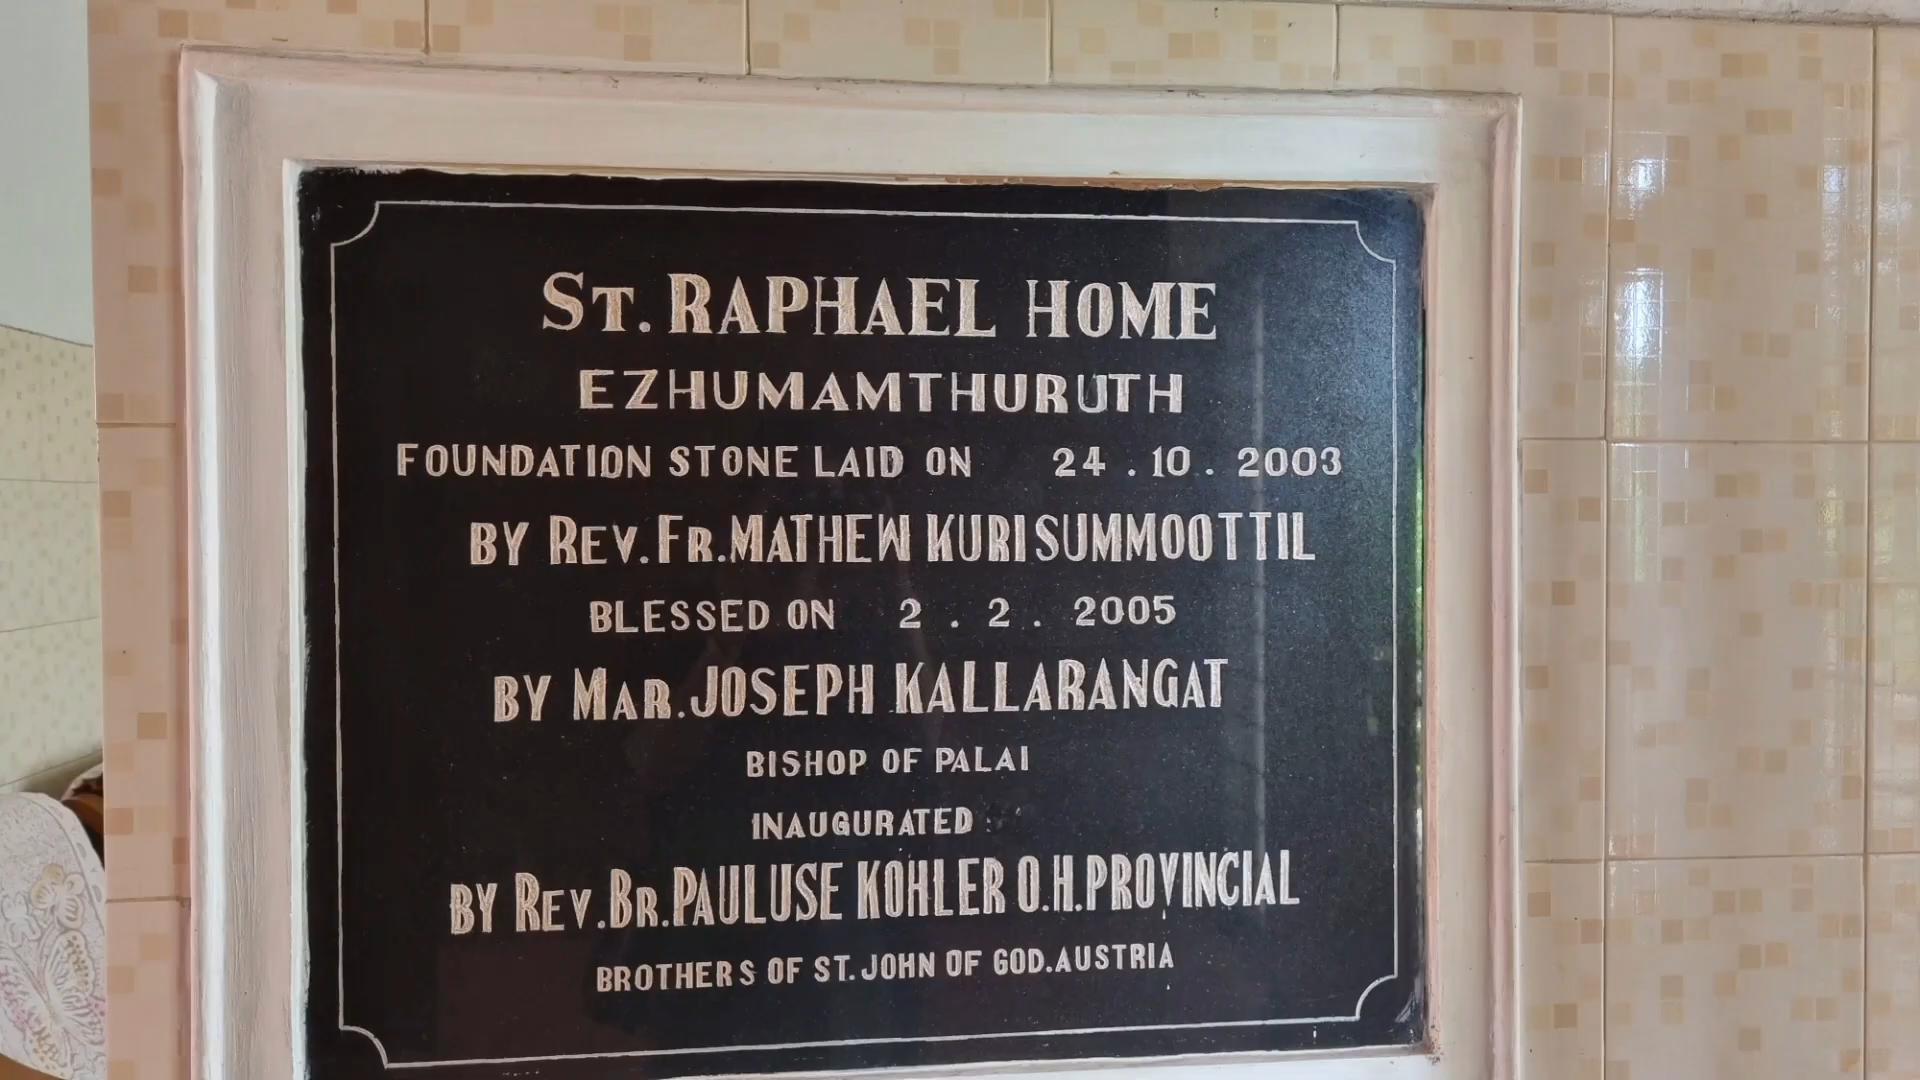 ST. RAPHAEL HOME
EZHUMAMTHURUTH
FOUNDATION STONE LAID ON 24 . 10 . 2003
BY REV. FR. MATHEW KURISUMMOOTTIL
BLESSED ON 2 . 2 . 2005
BY MAR. JOSEPH KALLARANGAT
BISHOP OF PALAI
INAUGURATED
BY REV. BR. PAULUSE KOHLER O.H. PROVINCIAL
BROTHERS OF ST. JOHN OF GOD. AUSTRIA